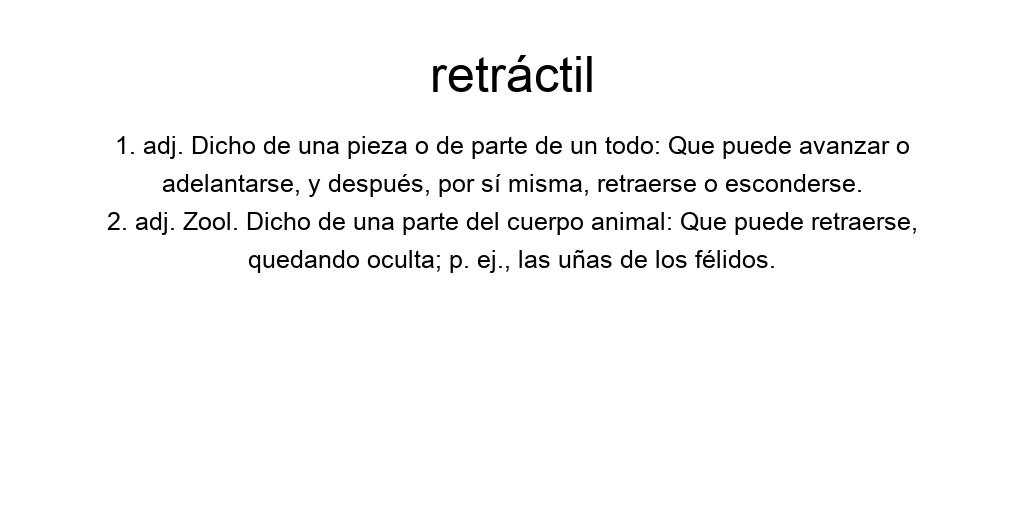 retráctil
1. adj. Dicho de una pieza o de parte de un todo: Que puede avanzar o
adelantarse, y después, por sí misma, retraerse o esconderse.
2. adj. Zool. Dicho de una parte del cuerpo animal: Que puede retraerse,
quedando oculta; p. ej., las uñas de los félidos.